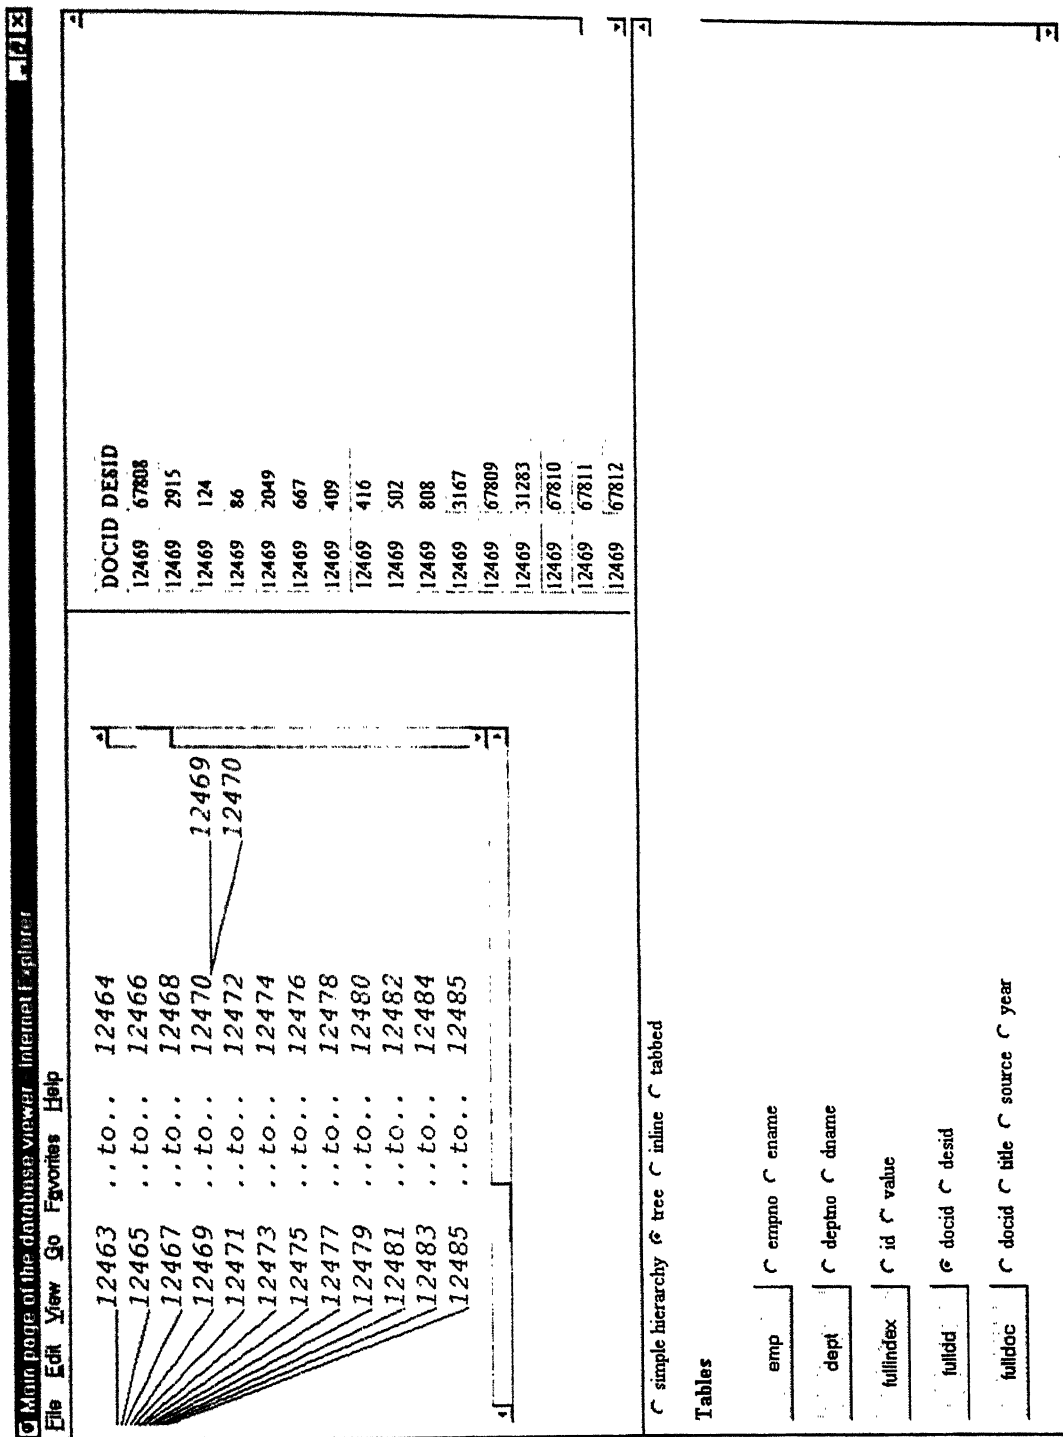 Main page of the database viewer - Internet Explorer
File Edit View Go Favorites Help
12463 ..to.. 12464
12465 ..to.. 12466
12467 ..to.. 12468
12469 ..to.. 12470 12469
12471 ..to.. 12472 12470
12473 ..to.. 12474
12475 ..to.. 12476
12477 ..to.. 12478
12479 ..to.. 12480
12481 ..to.. 12482
12483 ..to.. 12484
12485 ..to.. 12485
DOCID DESID
12469 67808
12469 2915
12469 124
12469 86
12469 2049
12469 667
12469 409
12469 416
12469 502
12469 808
12469 3167
12469 67809
12469 31283
12469 67810
12469 67811
12469 67812
simple hierarchy tree inline tabbed
Tables
emp empno ename
dept deptno dname
fullindex id value
fulldd docid desid
fulldoc docid title source year